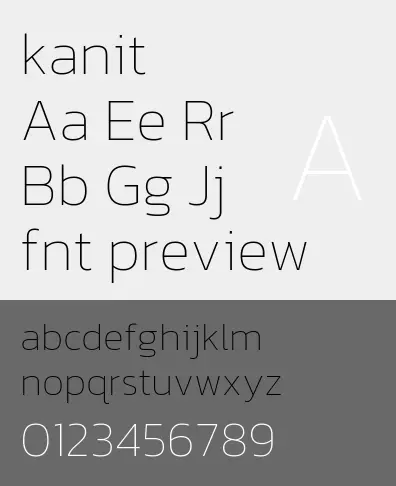 kanit
Aa Ee Rr
A
Bb Gg Jj
fnt preview
abcdefghijklm
nopqrstuvwxyz
0123456789